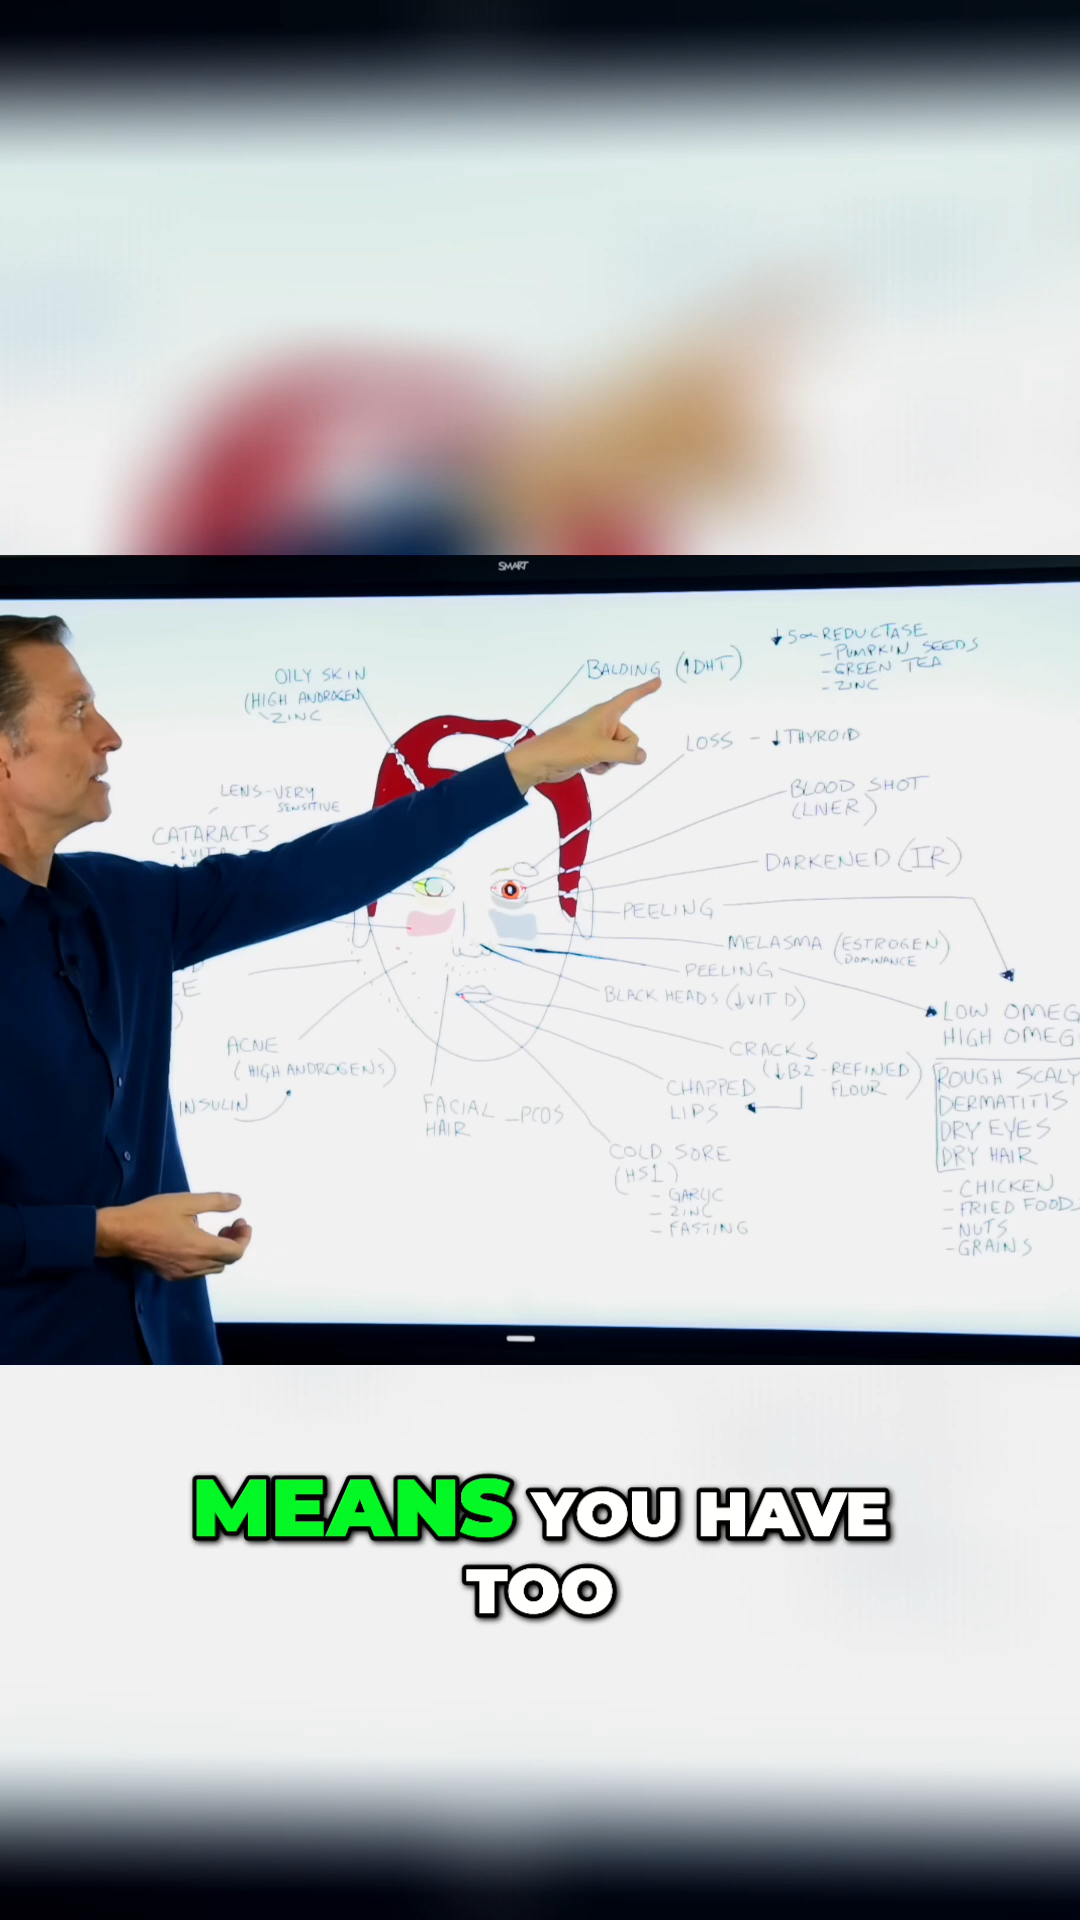 SMART
OILY SKIN
(HIGH ANDROGEN
ZINC
BALDING (↑DHT)
↓ 5α-REDUCTASE
- PUMPKIN SEEDS
- GREEN TEA
- ZINC
LOSS - ↓THYROID
LENS-VERY
SENSITIVE
CATARACTS
BLOOD SHOT
(LIVER)
DARKENED (IR)
PEELING
MELASMA (ESTROGEN)
DOMINANCE
PEELING
BLACK HEADS (↓VIT D)
LOW OMEG
HIGH OMEG
ACNE
(HIGH ANDROGENS)
INSULIN
FACIAL - PCOS
HAIR
CRACKS
(↓B2 - REFINED)
FLOUR
CHAPPED
LIPS
COLD SORE
(HS1)
- GARLIC
- ZINC
- FASTING
ROUGH SCALY
DERMATITIS
DRY EYES
DRY HAIR
- CHICKEN
- FRIED FOODS
- NUTS
- GRAINS
MEANS YOU HAVE
TOO